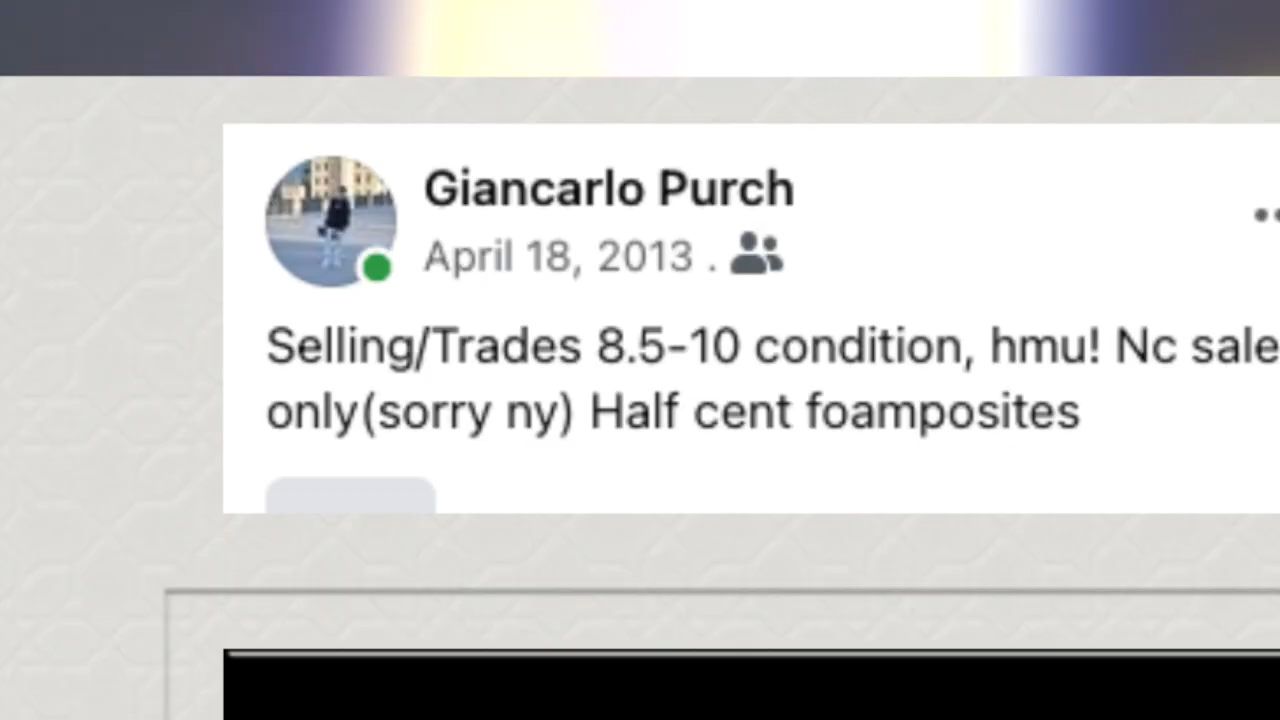 Giancarlo Purch
April 18, 2013 .
Selling/Trades 8.5-10 condition, hmu! Nc sale
only(sorry ny) Half cent foamposites